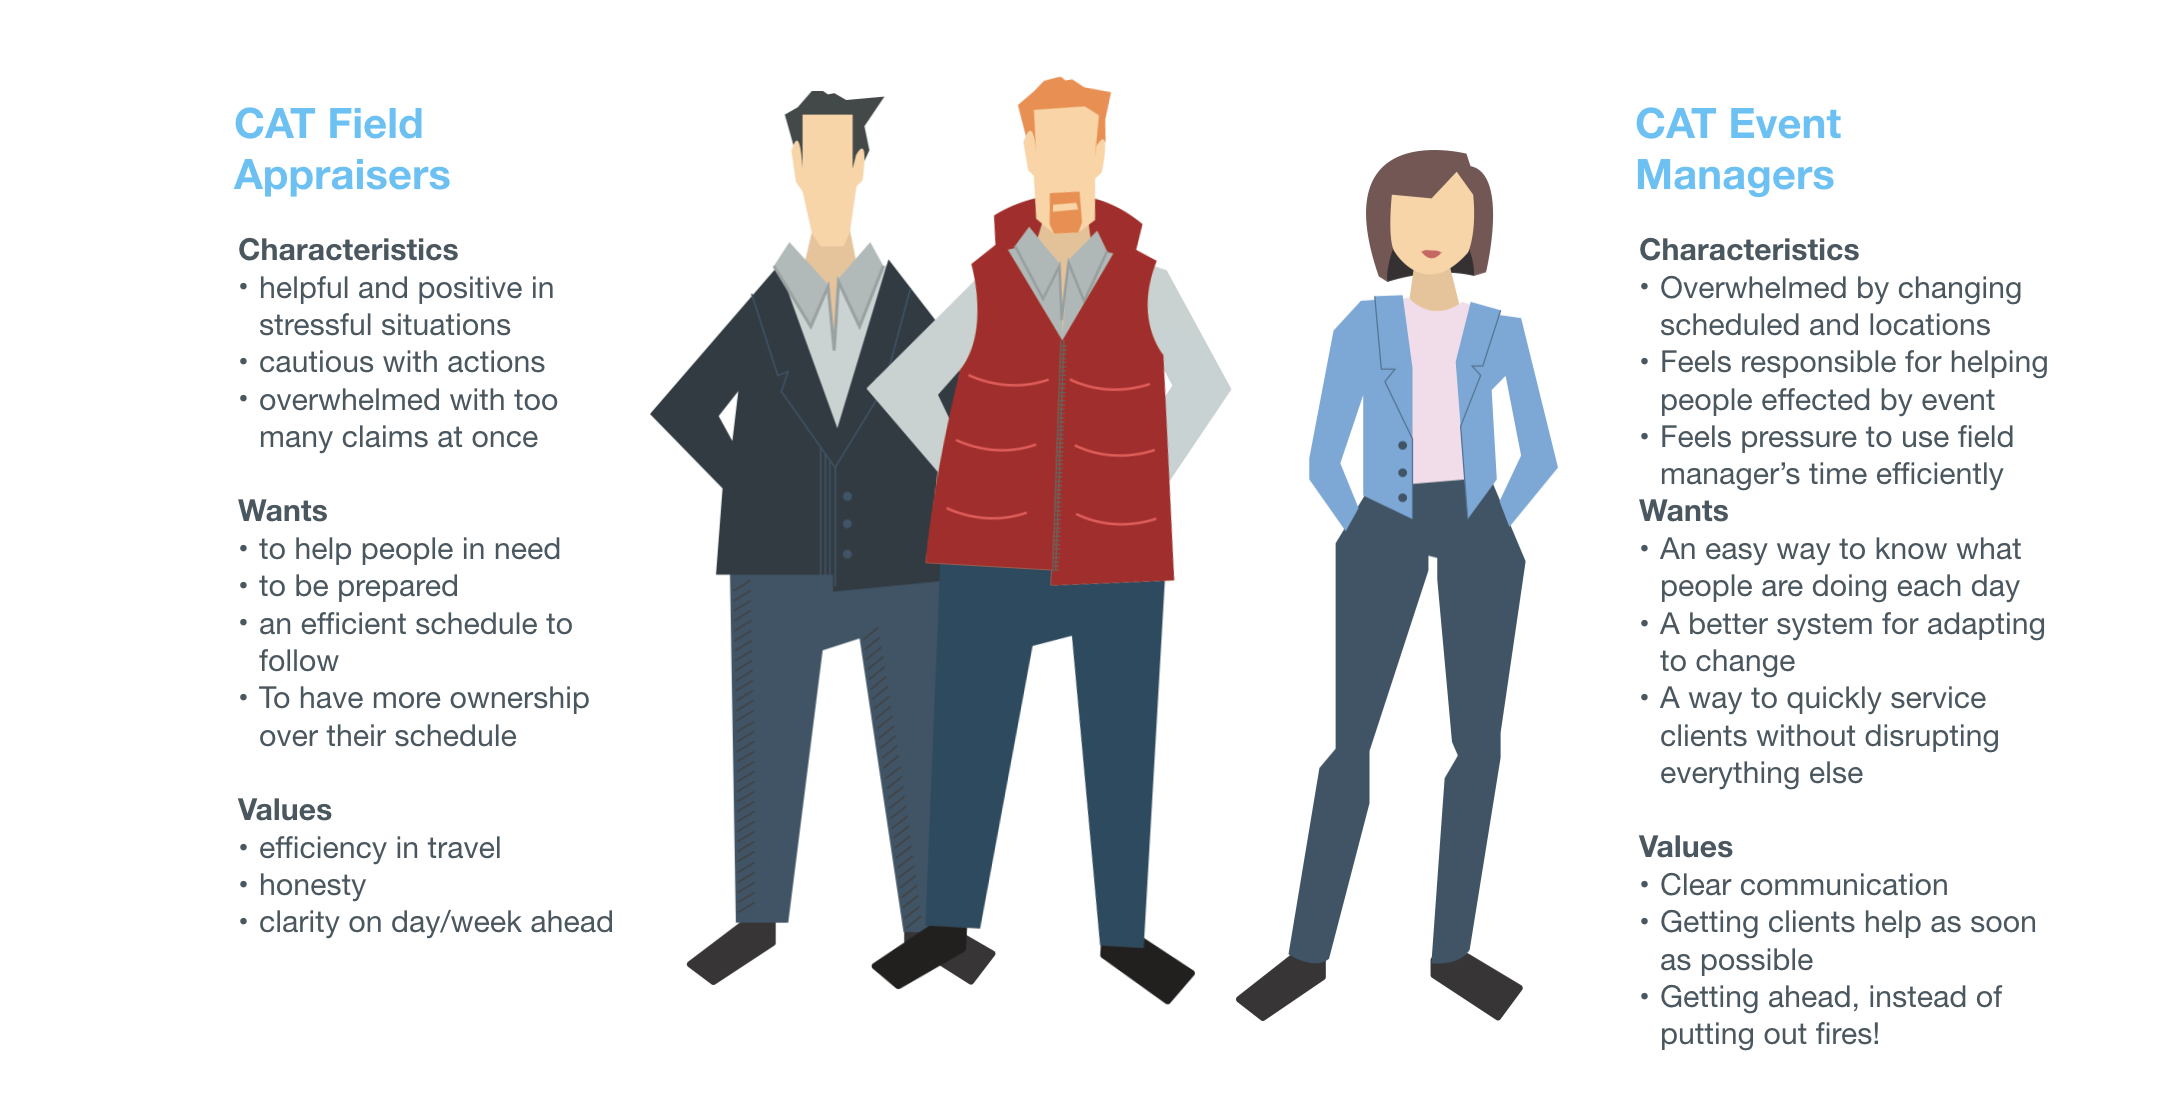 CAT Field
Appraisers
Characteristics
• helpful and positive in
stressful situations
• cautious with actions
• overwhelmed with too
many claims at once
Wants
• to help people in need
• to be prepared
• an efficient schedule to
follow
• To have more ownership
over their schedule
Values
• efficiency in travel
• honesty
• clarity on day/week ahead
CAT Event
Managers
Characteristics
• Overwhelmed by changing
scheduled and locations
• Feels responsible for helping
people effected by event
• Feels pressure to use field
manager’s time efficiently
Wants
• An easy way to know what
people are doing each day
• A better system for adapting
to change
• A way to quickly service
clients without disrupting
everything else
Values
• Clear communication
• Getting clients help as soon
as possible
• Getting ahead, instead of
putting out fires!